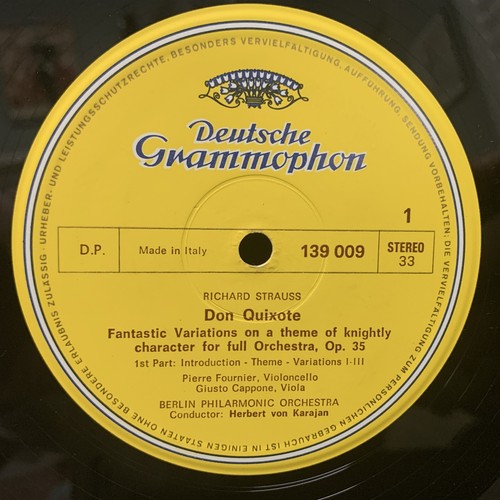 URHEBER- UND LEISTUNGSSCHUTZRECHTE, BESONDERS VERVIELFÄLTIGUNG, AUFFÜHRUNG, SENDUNG VORBEHALTEN; DIE VERVIELFÄLTIGUNG ZUM PERSÖNLICHEN GEBRAUCH IST IN EINIGEN STAATEN OHNE BESONDERE ERLAUBNIS ZULÄSSIG ·
Deutsche
Grammophon
1
D.P.
Made in Italy
139 009
STEREO
33
RICHARD STRAUSS
Don Quixote
Fantastic Variations on a theme of knightly
character for full Orchestra, Op. 35
1st Part: Introduction - Theme - Variations I-III
Pierre Fournier, Violoncello
Giusto Cappone, Viola
BERLIN PHILARMONIC ORCHESTRA
Conductor: Herbert von Karajan